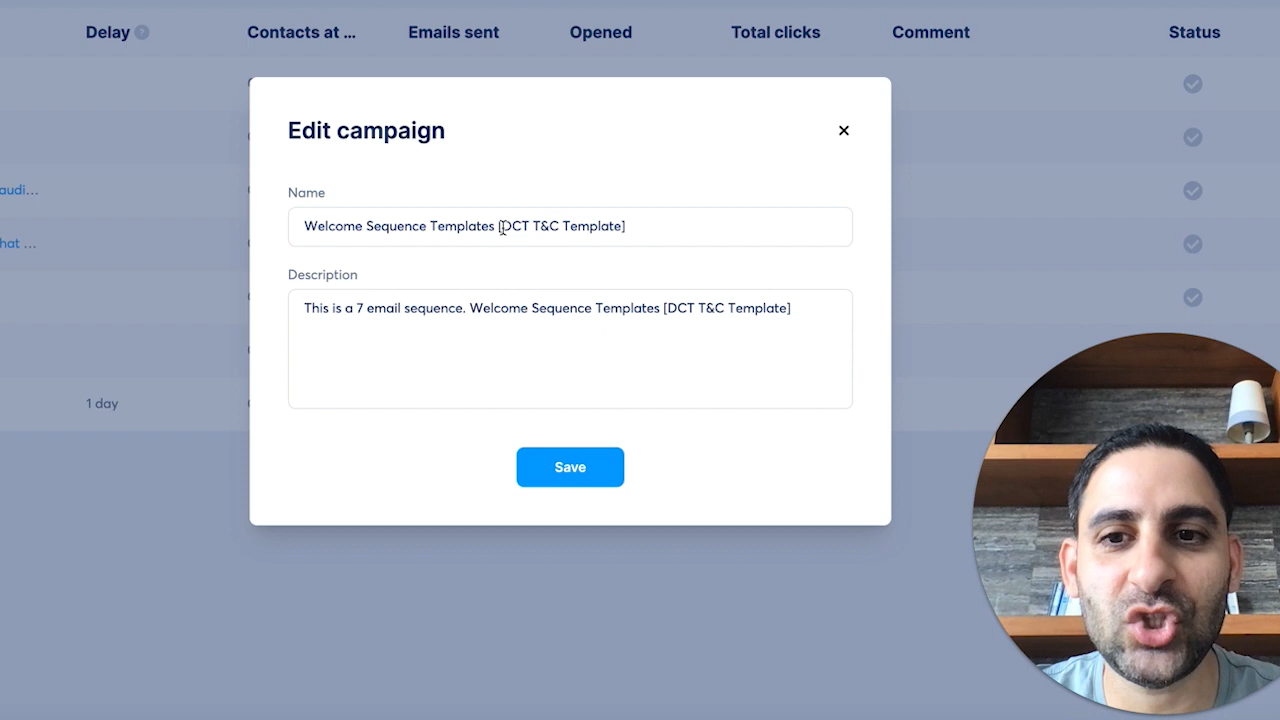 Delay ? Contacts at ... Emails sent Opened Total clicks Comment Status
Edit campaign ×
Name
audi...
Welcome Sequence Templates [DCT T&C Template]
hat ...
Description
This is a 7 email sequence. Welcome Sequence Templates [DCT T&C Template]
1 day
Save